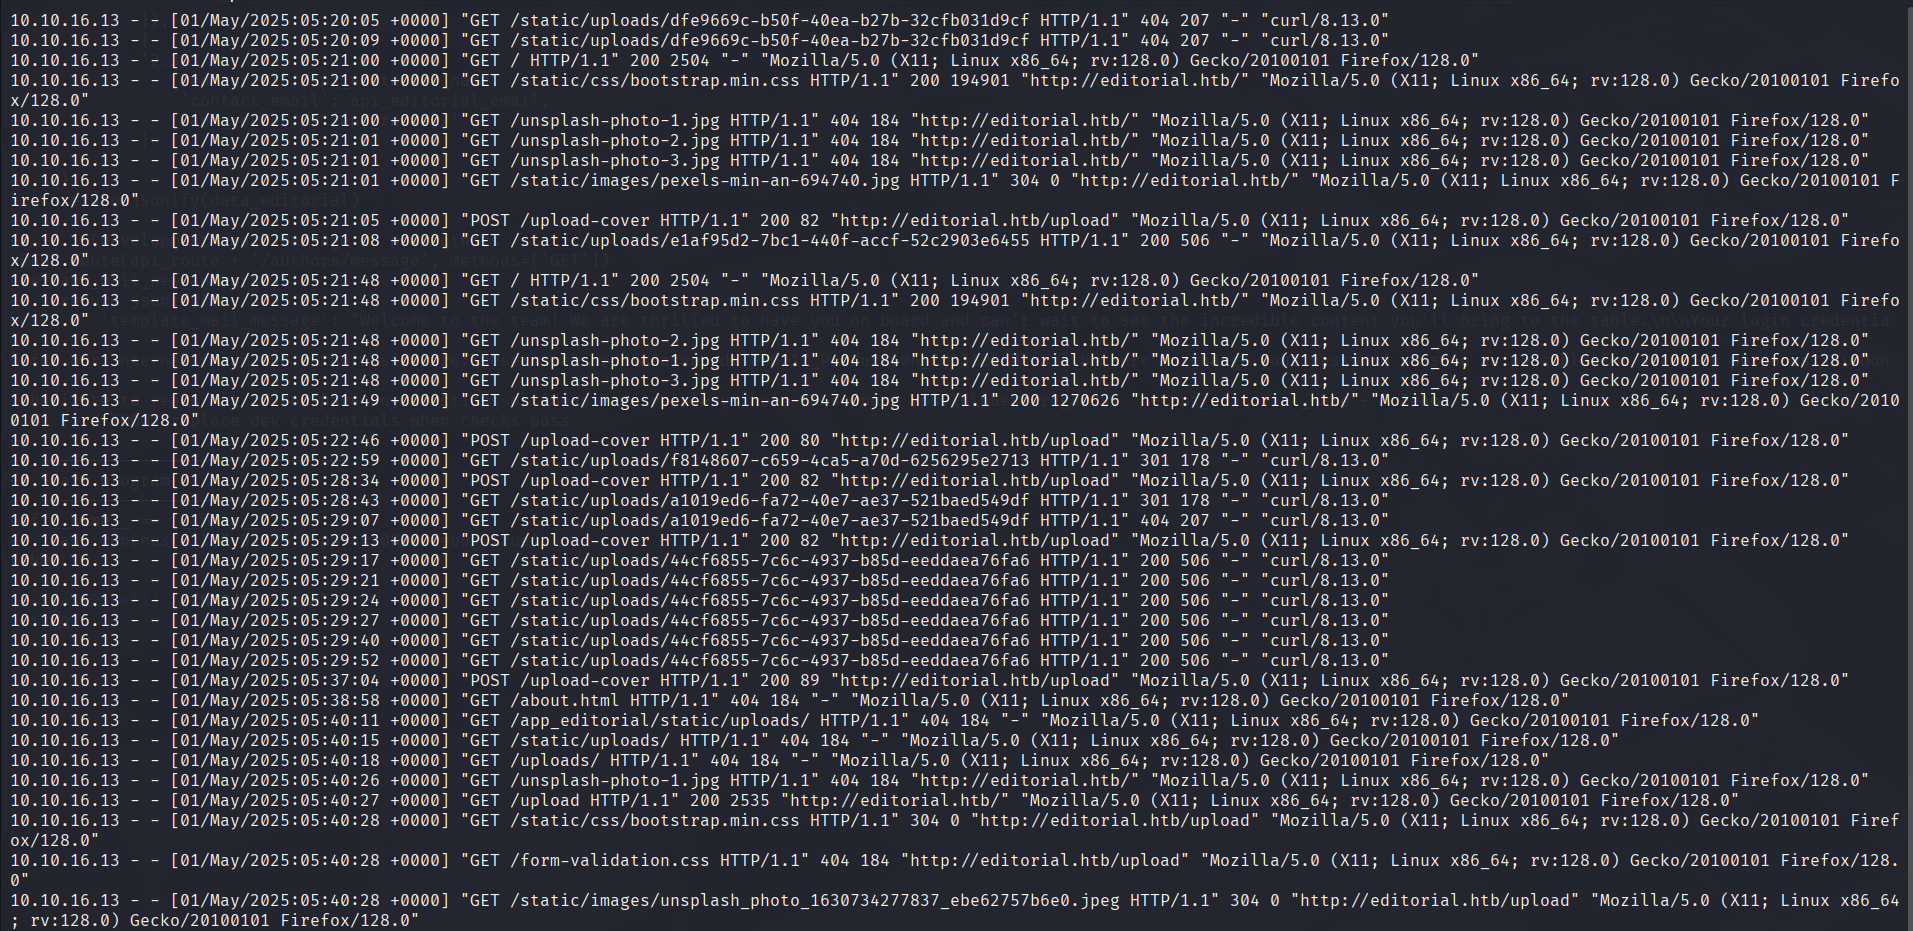 10.10.16.13 - - [01/May/2025:05:20:05 +0000] "GET /static/uploads/dfe9669c-b50f-40ea-b27b-32cfb031d9cf HTTP/1.1" 404 207 "-" "curl/8.13.0"
10.10.16.13 - - [01/May/2025:05:20:09 +0000] "GET /static/uploads/dfe9669c-b50f-40ea-b27b-32cfb031d9cf HTTP/1.1" 404 207 "-" "curl/8.13.0"
10.10.16.13 - - [01/May/2025:05:21:00 +0000] "GET / HTTP/1.1" 200 2504 "-" "Mozilla/5.0 (X11; Linux x86_64; rv:128.0) Gecko/20100101 Firefox/128.0"
10.10.16.13 - - [01/May/2025:05:21:00 +0000] "GET /static/css/bootstrap.min.css HTTP/1.1" 200 194901 "http://editorial.htb/" "Mozilla/5.0 (X11; Linux x86_64; rv:128.0) Gecko/20100101 Firefo
x/128.0"
'contact_email': api_editorial_email,
10.10.16.13 - - [01/May/2025:05:21:00 +0000] "GET /unsplash-photo-1.jpg HTTP/1.1" 404 184 "http://editorial.htb/" "Mozilla/5.0 (X11; Linux x86_64; rv:128.0) Gecko/20100101 Firefox/128.0"
10.10.16.13 - - [01/May/2025:05:21:01 +0000] "GET /unsplash-photo-2.jpg HTTP/1.1" 404 184 "http://editorial.htb/" "Mozilla/5.0 (X11; Linux x86_64; rv:128.0) Gecko/20100101 Firefox/128.0"
10.10.16.13 - - [01/May/2025:05:21:01 +0000] "GET /unsplash-photo-3.jpg HTTP/1.1" 404 184 "http://editorial.htb/" "Mozilla/5.0 (X11; Linux x86_64; rv:128.0) Gecko/20100101 Firefox/128.0"
10.10.16.13 - - [01/May/2025:05:21:01 +0000] "GET /static/images/pexels-min-an-694740.jpg HTTP/1.1" 304 0 "http://editorial.htb/" "Mozilla/5.0 (X11; Linux x86_64; rv:128.0) Gecko/20100101 F
irefox/128.0"
sonify(data_editorial)
10.10.16.13 - - [01/May/2025:05:21:05 +0000] "POST /upload-cover HTTP/1.1" 200 82 "http://editorial.htb/upload" "Mozilla/5.0 (X11; Linux x86_64; rv:128.0) Gecko/20100101 Firefox/128.0"
10.10.16.13 - - [01/May/2025:05:21:08 +0000] "GET /static/uploads/e1af95d2-7bc1-440f-accf-52c2903e6455 HTTP/1.1" 200 506 "-" "Mozilla/5.0 (X11; Linux x86_64; rv:128.0) Gecko/20100101 Firefo
x/128.0"
ute(api_route + '/authors/message', methods=['GET'])
10.10.16.13 - - [01/May/2025:05:21:48 +0000] "GET / HTTP/1.1" 200 2504 "-" "Mozilla/5.0 (X11; Linux x86_64; rv:128.0) Gecko/20100101 Firefox/128.0"
10.10.16.13 - - [01/May/2025:05:21:48 +0000] "GET /static/css/bootstrap.min.css HTTP/1.1" 200 194901 "http://editorial.htb/" "Mozilla/5.0 (X11; Linux x86_64; rv:128.0) Gecko/20100101 Firefo
x/128.0"
'template_mail_message': "Welcome to the team! We are thrilled to have you on board and can't wait to see the incredible content you'll bring to the table.\n\nYour login credentia
10.10.16.13 - - [01/May/2025:05:21:48 +0000] "GET /unsplash-photo-2.jpg HTTP/1.1" 404 184 "http://editorial.htb/" "Mozilla/5.0 (X11; Linux x86_64; rv:128.0) Gecko/20100101 Firefox/128.0"
10.10.16.13 - - [01/May/2025:05:21:48 +0000] "GET /unsplash-photo-1.jpg HTTP/1.1" 404 184 "http://editorial.htb/" "Mozilla/5.0 (X11; Linux x86_64; rv:128.0) Gecko/20100101 Firefox/128.0"
10.10.16.13 - - [01/May/2025:05:21:48 +0000] "GET /unsplash-photo-3.jpg HTTP/1.1" 404 184 "http://editorial.htb/" "Mozilla/5.0 (X11; Linux x86_64; rv:128.0) Gecko/20100101 Firefox/128.0"
10.10.16.13 - - [01/May/2025:05:21:49 +0000] "GET /static/images/pexels-min-an-694740.jpg HTTP/1.1" 200 1270626 "http://editorial.htb/" "Mozilla/5.0 (X11; Linux x86_64; rv:128.0) Gecko/2010
0101 Firefox/128.0"
lace dev credentials when checks pass
10.10.16.13 - - [01/May/2025:05:22:46 +0000] "POST /upload-cover HTTP/1.1" 200 80 "http://editorial.htb/upload" "Mozilla/5.0 (X11; Linux x86_64; rv:128.0) Gecko/20100101 Firefox/128.0"
10.10.16.13 - - [01/May/2025:05:22:59 +0000] "GET /static/uploads/f8148607-c659-4ca5-a70d-6256295e2713 HTTP/1.1" 301 178 "-" "curl/8.13.0"
10.10.16.13 - - [01/May/2025:05:28:34 +0000] "POST /upload-cover HTTP/1.1" 200 82 "http://editorial.htb/upload" "Mozilla/5.0 (X11; Linux x86_64; rv:128.0) Gecko/20100101 Firefox/128.0"
10.10.16.13 - - [01/May/2025:05:28:43 +0000] "GET /static/uploads/a1019ed6-fa72-40e7-ae37-521baed549df HTTP/1.1" 301 178 "-" "curl/8.13.0"
10.10.16.13 - - [01/May/2025:05:29:07 +0000] "GET /static/uploads/a1019ed6-fa72-40e7-ae37-521baed549df HTTP/1.1" 404 207 "-" "curl/8.13.0"
10.10.16.13 - - [01/May/2025:05:29:13 +0000] "POST /upload-cover HTTP/1.1" 200 82 "http://editorial.htb/upload" "Mozilla/5.0 (X11; Linux x86_64; rv:128.0) Gecko/20100101 Firefox/128.0"
10.10.16.13 - - [01/May/2025:05:29:17 +0000] "GET /static/uploads/44cf6855-7c6c-4937-b85d-eeddaea76fa6 HTTP/1.1" 200 506 "-" "curl/8.13.0"
10.10.16.13 - - [01/May/2025:05:29:21 +0000] "GET /static/uploads/44cf6855-7c6c-4937-b85d-eeddaea76fa6 HTTP/1.1" 200 506 "-" "curl/8.13.0"
10.10.16.13 - - [01/May/2025:05:29:24 +0000] "GET /static/uploads/44cf6855-7c6c-4937-b85d-eeddaea76fa6 HTTP/1.1" 200 506 "-" "curl/8.13.0"
10.10.16.13 - - [01/May/2025:05:29:27 +0000] "GET /static/uploads/44cf6855-7c6c-4937-b85d-eeddaea76fa6 HTTP/1.1" 200 506 "-" "curl/8.13.0"
10.10.16.13 - - [01/May/2025:05:29:40 +0000] "GET /static/uploads/44cf6855-7c6c-4937-b85d-eeddaea76fa6 HTTP/1.1" 200 506 "-" "curl/8.13.0"
10.10.16.13 - - [01/May/2025:05:29:52 +0000] "GET /static/uploads/44cf6855-7c6c-4937-b85d-eeddaea76fa6 HTTP/1.1" 200 506 "-" "curl/8.13.0"
10.10.16.13 - - [01/May/2025:05:37:04 +0000] "POST /upload-cover HTTP/1.1" 200 89 "http://editorial.htb/upload" "Mozilla/5.0 (X11; Linux x86_64; rv:128.0) Gecko/20100101 Firefox/128.0"
10.10.16.13 - - [01/May/2025:05:38:58 +0000] "GET /about.html HTTP/1.1" 404 184 "-" "Mozilla/5.0 (X11; Linux x86_64; rv:128.0) Gecko/20100101 Firefox/128.0"
10.10.16.13 - - [01/May/2025:05:40:11 +0000] "GET /app_editorial/static/uploads/ HTTP/1.1" 404 184 "-" "Mozilla/5.0 (X11; Linux x86_64; rv:128.0) Gecko/20100101 Firefox/128.0"
10.10.16.13 - - [01/May/2025:05:40:15 +0000] "GET /static/uploads/ HTTP/1.1" 404 184 "-" "Mozilla/5.0 (X11; Linux x86_64; rv:128.0) Gecko/20100101 Firefox/128.0"
10.10.16.13 - - [01/May/2025:05:40:18 +0000] "GET /uploads/ HTTP/1.1" 404 184 "-" "Mozilla/5.0 (X11; Linux x86_64; rv:128.0) Gecko/20100101 Firefox/128.0"
10.10.16.13 - - [01/May/2025:05:40:26 +0000] "GET /unsplash-photo-1.jpg HTTP/1.1" 404 184 "http://editorial.htb/" "Mozilla/5.0 (X11; Linux x86_64; rv:128.0) Gecko/20100101 Firefox/128.0"
10.10.16.13 - - [01/May/2025:05:40:27 +0000] "GET /upload HTTP/1.1" 200 2535 "http://editorial.htb/" "Mozilla/5.0 (X11; Linux x86_64; rv:128.0) Gecko/20100101 Firefox/128.0"
10.10.16.13 - - [01/May/2025:05:40:28 +0000] "GET /static/css/bootstrap.min.css HTTP/1.1" 304 0 "http://editorial.htb/upload" "Mozilla/5.0 (X11; Linux x86_64; rv:128.0) Gecko/20100101 Firef
ox/128.0"
10.10.16.13 - - [01/May/2025:05:40:28 +0000] "GET /form-validation.css HTTP/1.1" 404 184 "http://editorial.htb/upload" "Mozilla/5.0 (X11; Linux x86_64; rv:128.0) Gecko/20100101 Firefox/128.
0"
10.10.16.13 - - [01/May/2025:05:40:28 +0000] "GET /static/images/unsplash_photo_1630734277837_ebe62757b6e0.jpeg HTTP/1.1" 304 0 "http://editorial.htb/upload" "Mozilla/5.0 (X11; Linux x86_64
; rv:128.0) Gecko/20100101 Firefox/128.0"